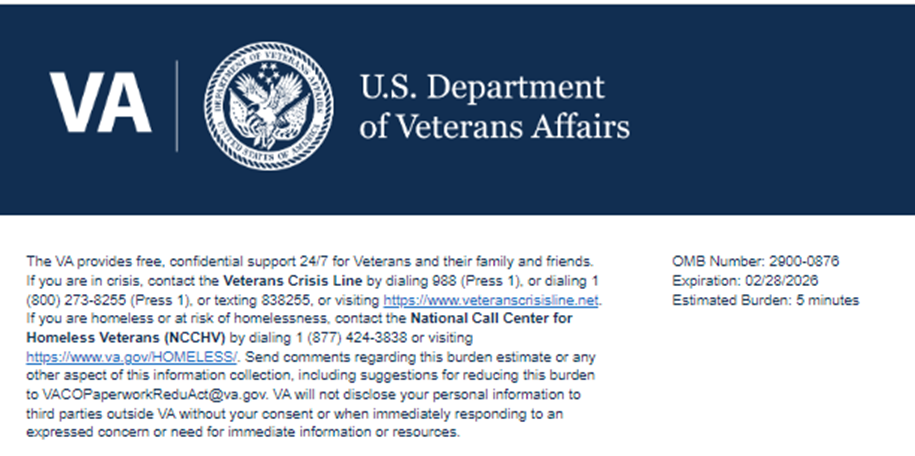 VA
DEPARTMENT OF VETERANS AFFAIRS
UNITED STATES OF AMERICA
U.S. Department
of Veterans Affairs
The VA provides free, confidential support 24/7 for Veterans and their family and friends.
If you are in crisis, contact the Veterans Crisis Line by dialing 988 (Press 1), or dialing 1
(800) 273-8255 (Press 1), or texting 838255, or visiting https://www.veteranscrisisline.net.
If you are homeless or at risk of homelessness, contact the National Call Center for
Homeless Veterans (NCCHV) by dialing 1 (877) 424-3838 or visiting
https://www.va.gov/HOMELESS/. Send comments regarding this burden estimate or any
other aspect of this information collection, including suggestions for reducing this burden
to VACOPaperworkReduAct@va.gov. VA will not disclose your personal information to
third parties outside VA without your consent or when immediately responding to an
expressed concern or need for immediate information or resources.
OMB Number: 2900-0876
Expiration: 02/28/2026
Estimated Burden: 5 minutes